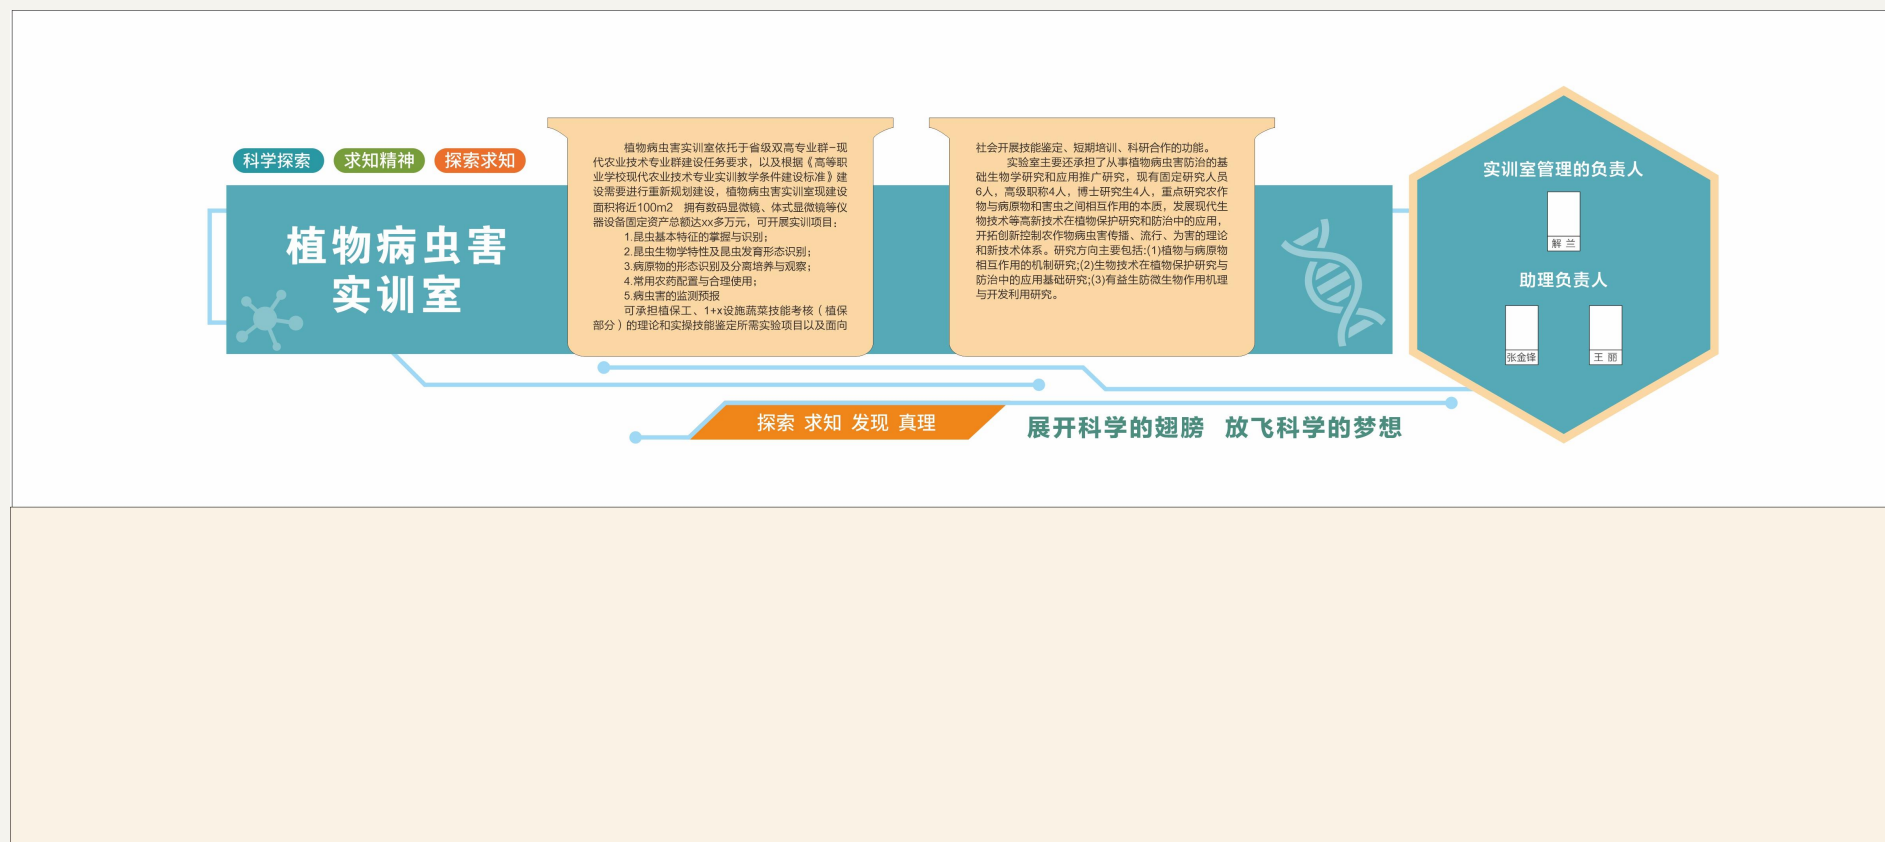 科学探索 求知精神 探索求知
植物病虫害
实训室
植物病虫害实训室依托于省级双高专业群-现
代农业技术专业群建设任务要求，以及根据《高等职
业学校现代农业技术专业实训教学条件建设标准》建
设需要进行重新规划建设，植物病虫害实训室现建设
面积将近100m2　拥有数码显微镜、体式显微镜等仪
器设备固定资产总额达xx多万元，可开展实训项目：
1.昆虫基本特征的掌握与识别；
2.昆虫生物学特性及昆虫发育形态识别；
3.病原物的形态识别及分离培养与观察；
4.常用农药配置与合理使用；
5.病虫害的监测预报
可承担植保工、1+x设施蔬菜技能考核（植保
部分）的理论和实操技能鉴定所需实验项目以及面向
社会开展技能鉴定、短期培训、科研合作的功能。
实验室主要还承担了从事植物病虫害防治的基
础生物学研究和应用推广研究，现有固定研究人员
6人，高级职称4人，博士研究生4人，重点研究农作
物与病原物和害虫之间相互作用的本质，发展现代生
物技术等高新技术在植物保护研究和防治中的应用，
开拓创新控制农作物病虫害传播、流行、为害的理论
和新技术体系。研究方向主要包括:(1)植物与病原物
相互作用的机制研究;(2)生物技术在植物保护研究与
防治中的应用基础研究;(3)有益生防微生物作用机理
与开发利用研究。
实训室管理的负责人
解 兰
助理负责人
张金锋 王 丽
探索 求知 发现 真理
展开科学的翅膀 放飞科学的梦想